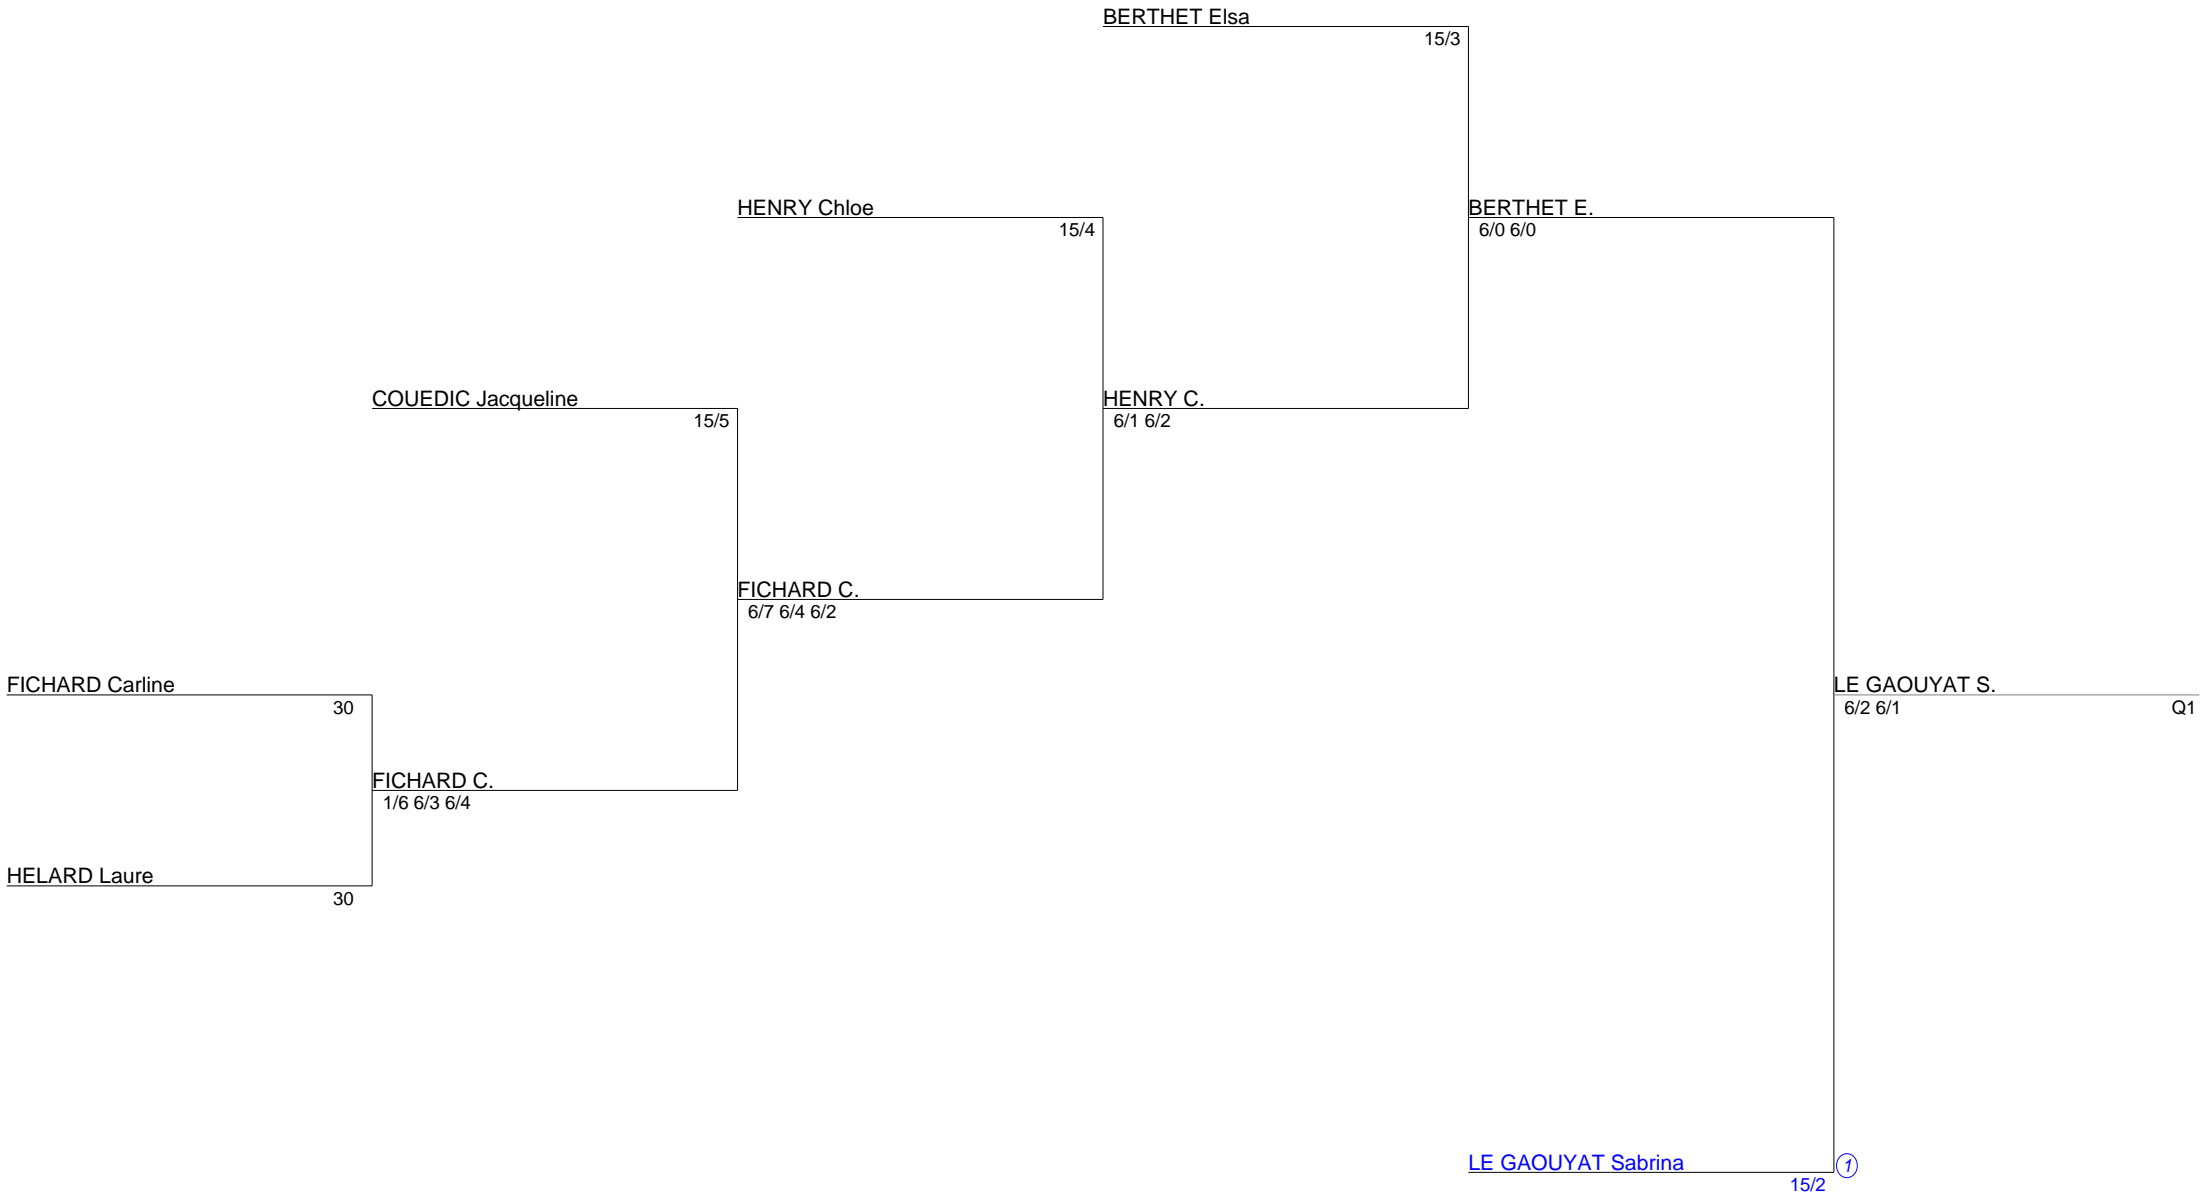 BERTHET Elsa
15/3
HENRY Chloe
15/4
BERTHET E.
6/0 6/0
COUEDIC Jacqueline
15/5
HENRY C.
6/1 6/2
FICHARD C.
6/7 6/4 6/2
FICHARD Carline
30
LE GAOUYAT S.
6/2 6/1
Q1
FICHARD C.
1/6 6/3 6/4
HELARD Laure
30
LE GAOUYAT Sabrina
1
15/2